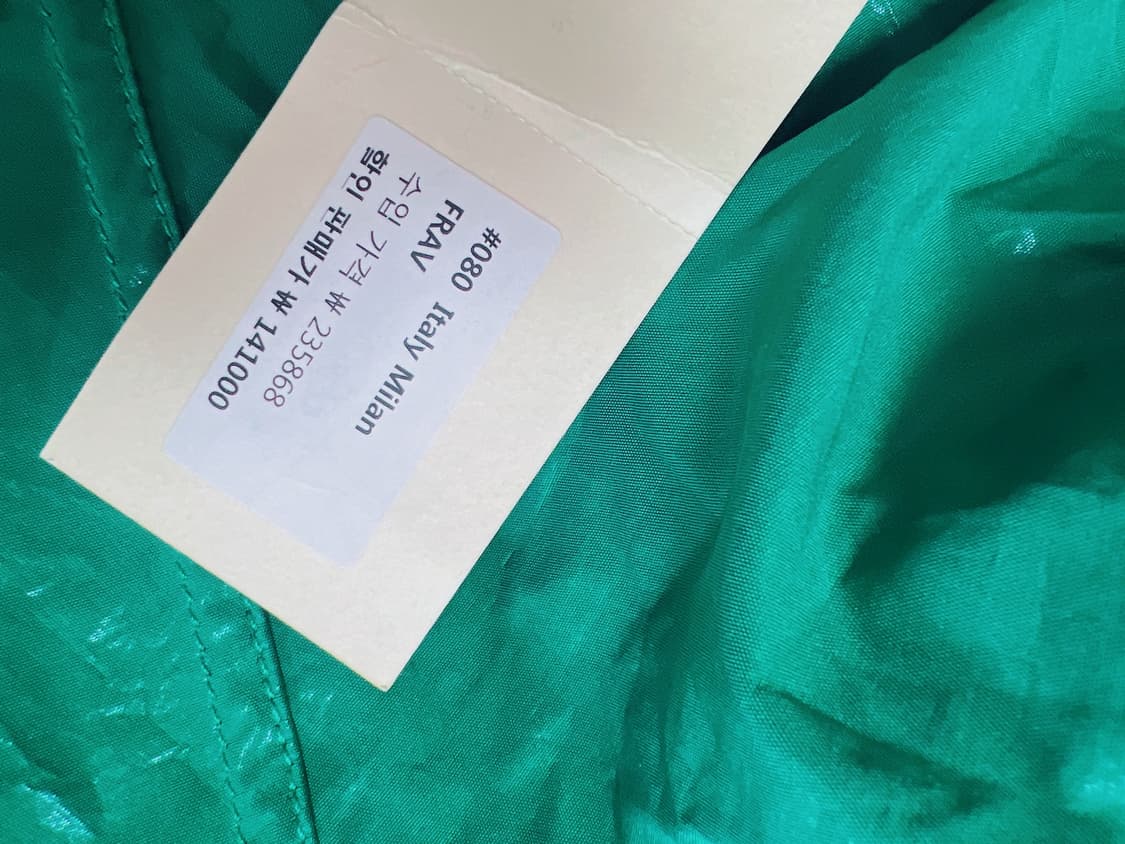 #080 Italy Milan
FRAV
수입 가격 ₩ 235868
할인 판매가 ₩ 141000